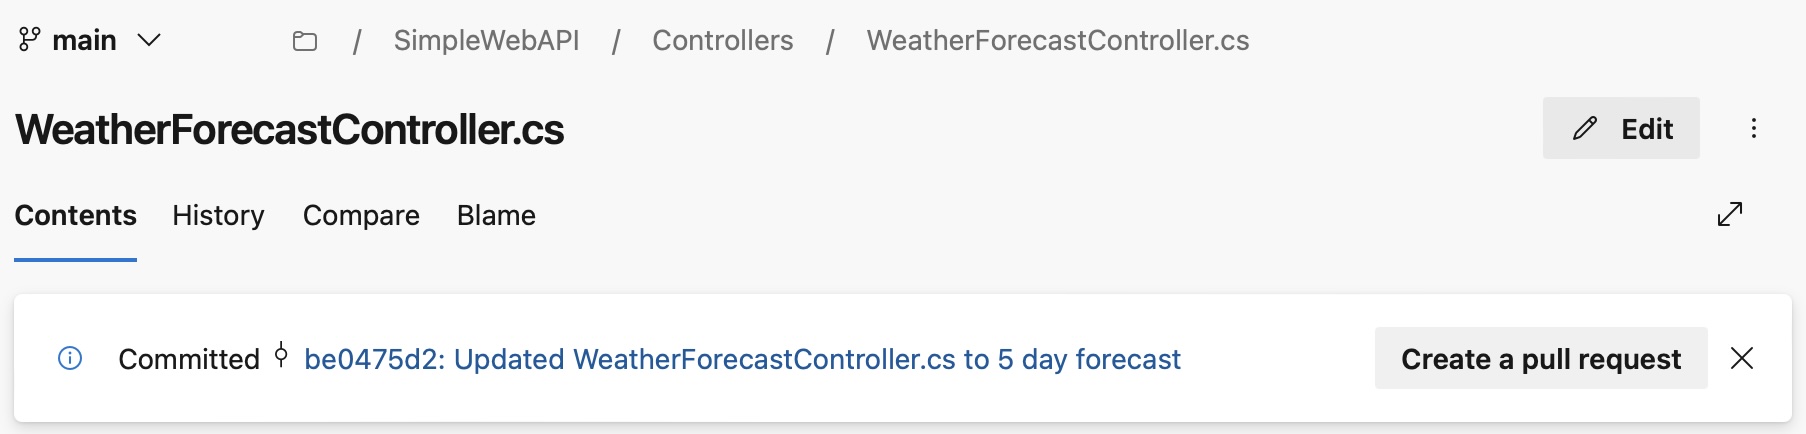 main / SimpleWebAPI / Controllers / WeatherForecastController.cs
WeatherForecastController.cs
Edit
Contents History Compare Blame
Committed be0475d2: Updated WeatherForecastController.cs to 5 day forecast
Create a pull request